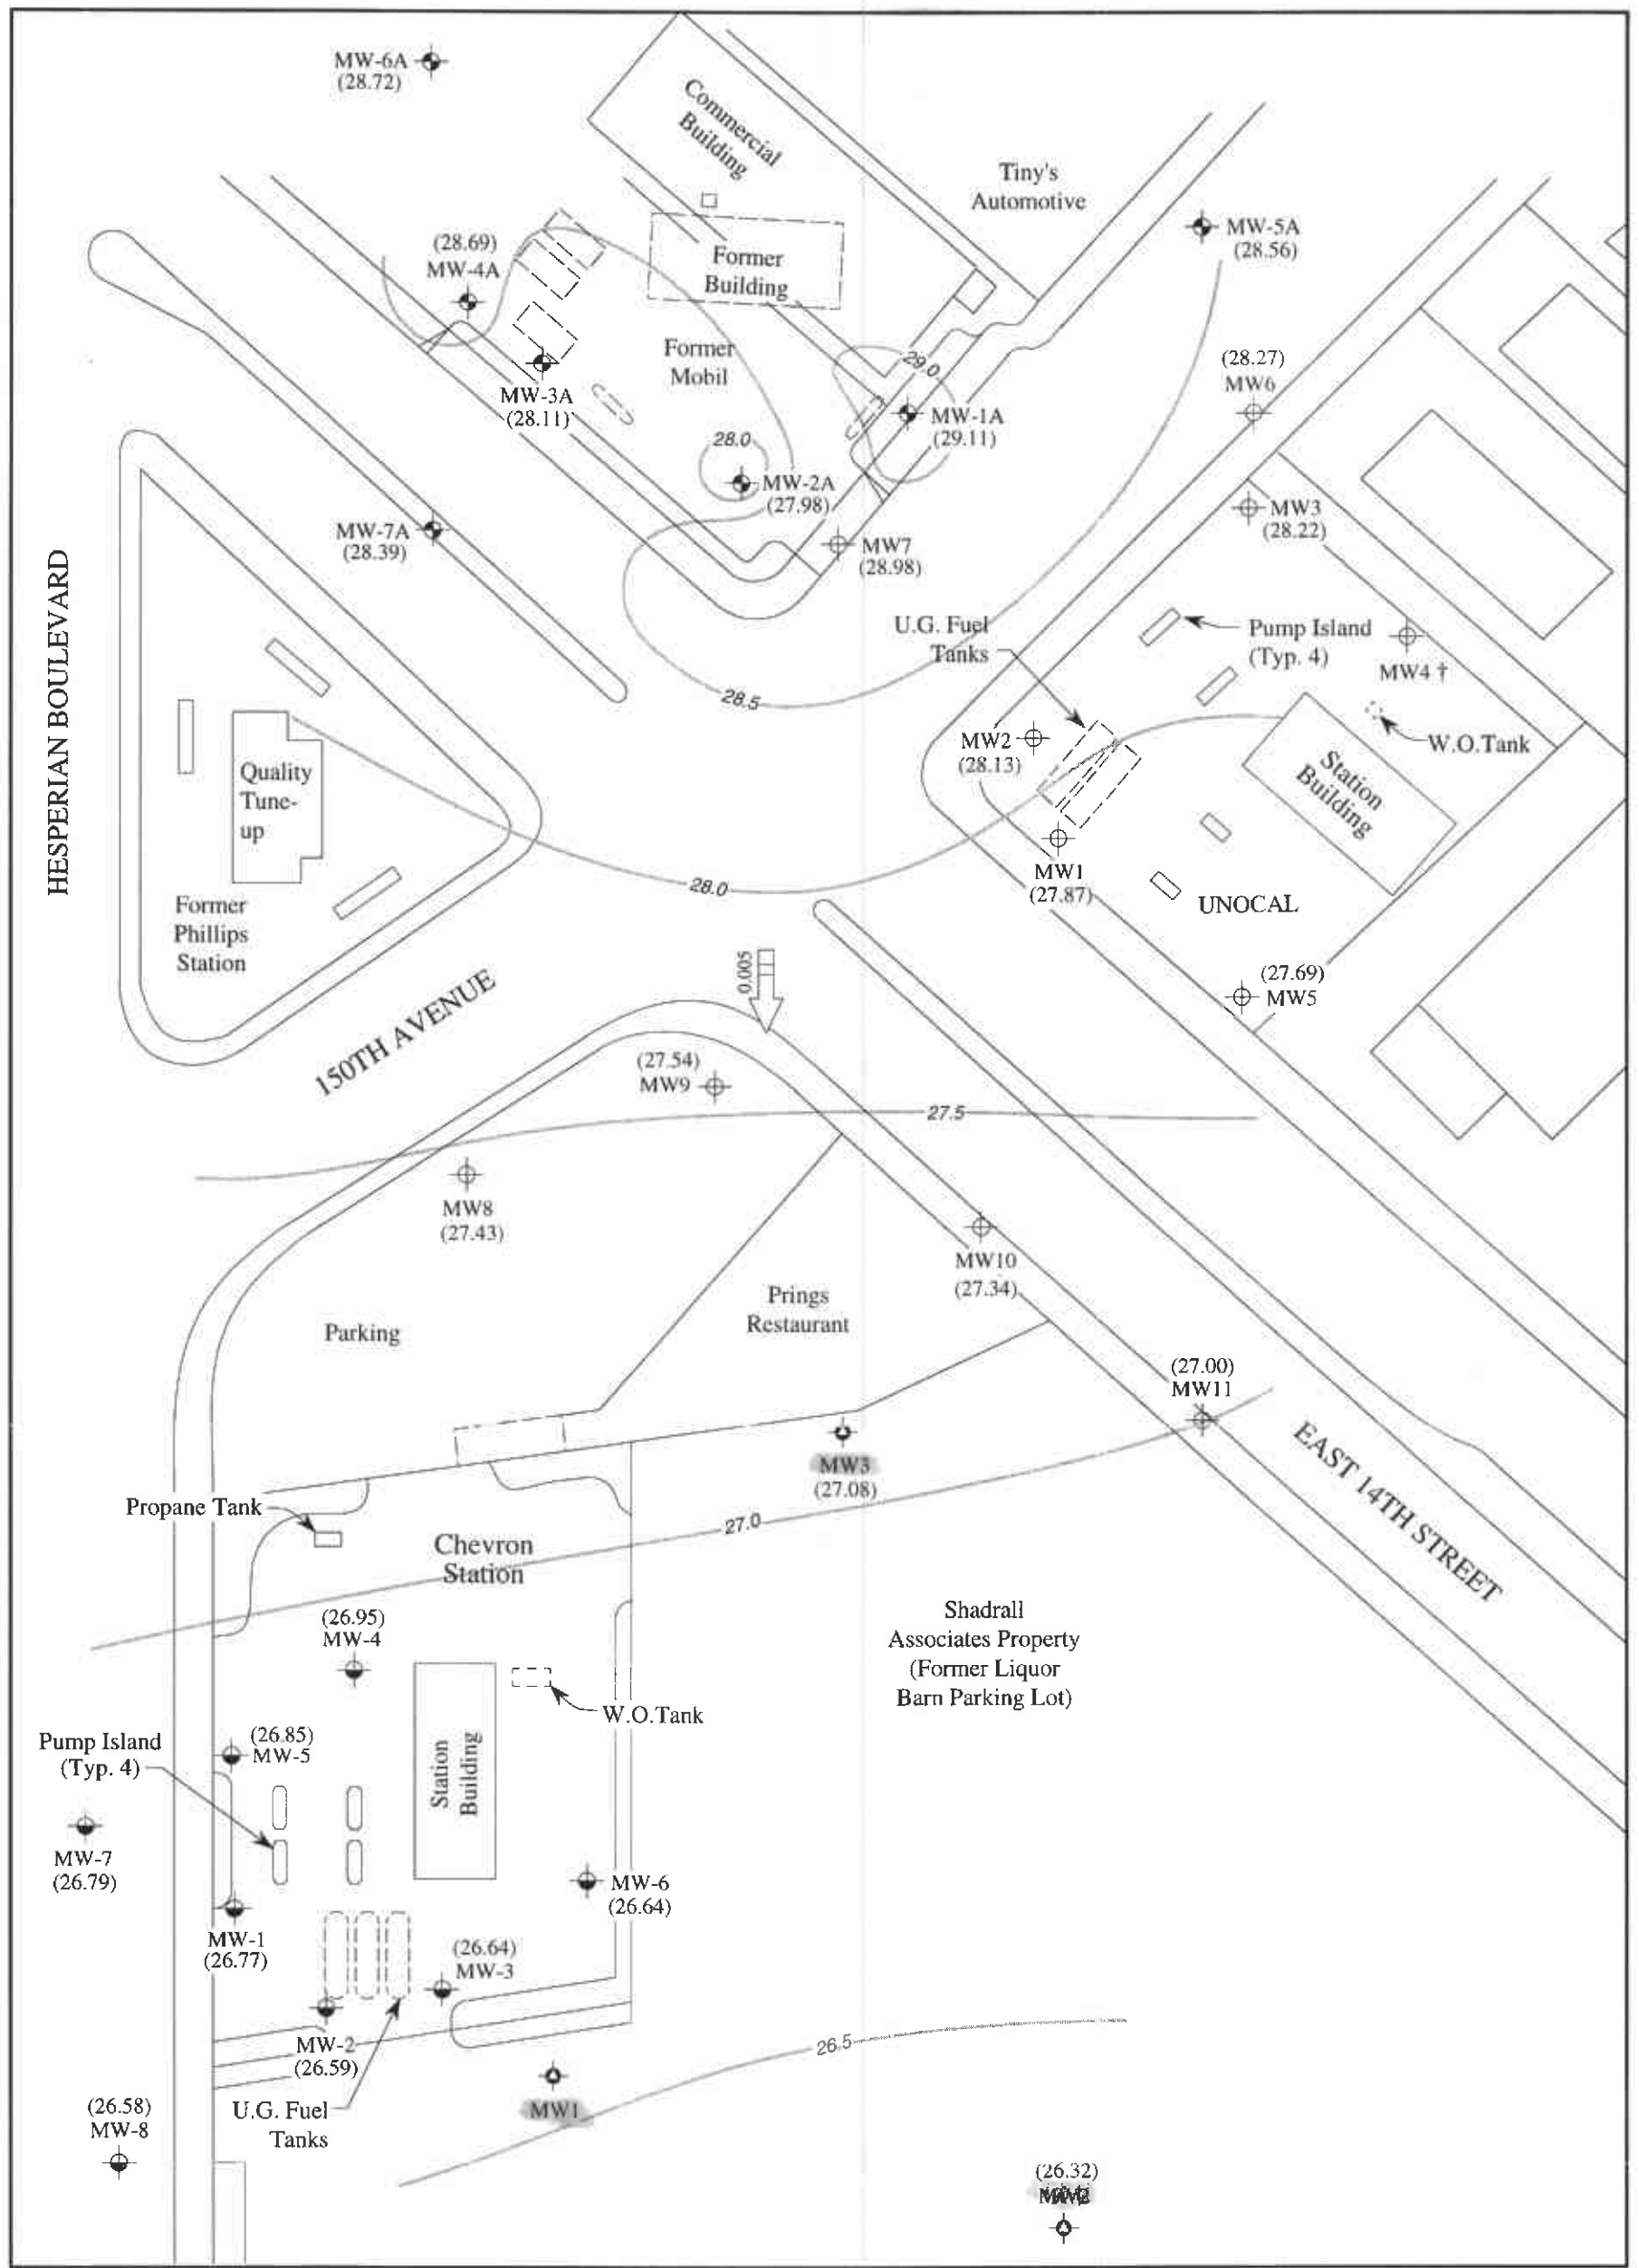 MW-6A
(28.72)
Commercial
Building
Tiny's
Automotive
MW-5A
(28.56)
(28.69)
MW-4A
Former
Building
Former
Mobil
29.0
(28.27)
MW6
MW-3A
(28.11)
MW-1A
(29.11)
28.0
MW-2A
(27.98)
MW3
(28.22)
MW-7A
(28.39)
MW7
(28.98)
HESPERIAN BOULEVARD
U.G. Fuel
Tanks
Pump Island
(Typ. 4)
MW4 †
28.5
MW2
(28.13)
W.O.Tank
Station
Building
Quality
Tune-
up
28.0
MW1
(27.87)
UNOCAL
Former
Phillips
Station
0.005
(27.69)
MW5
150TH AVENUE
(27.54)
MW9
27.5
MW8
(27.43)
MW10
(27.34)
Prings
Restaurant
Parking
(27.00)
MW11
EAST 14TH STREET
MW3
(27.08)
Propane Tank
27.0
Chevron
Station
(26.95)
MW-4
Shadrall
Associates Property
(Former Liquor
Barn Parking Lot)
W.O.Tank
Pump Island
(Typ. 4)
(26.85)
MW-5
Station
Building
MW-7
(26.79)
MW-6
(26.64)
MW-1
(26.77)
(26.64)
MW-3
MW-2
(26.59)
26.5
MW1
(26.58)
MW-8
U.G. Fuel
Tanks
(26.32)